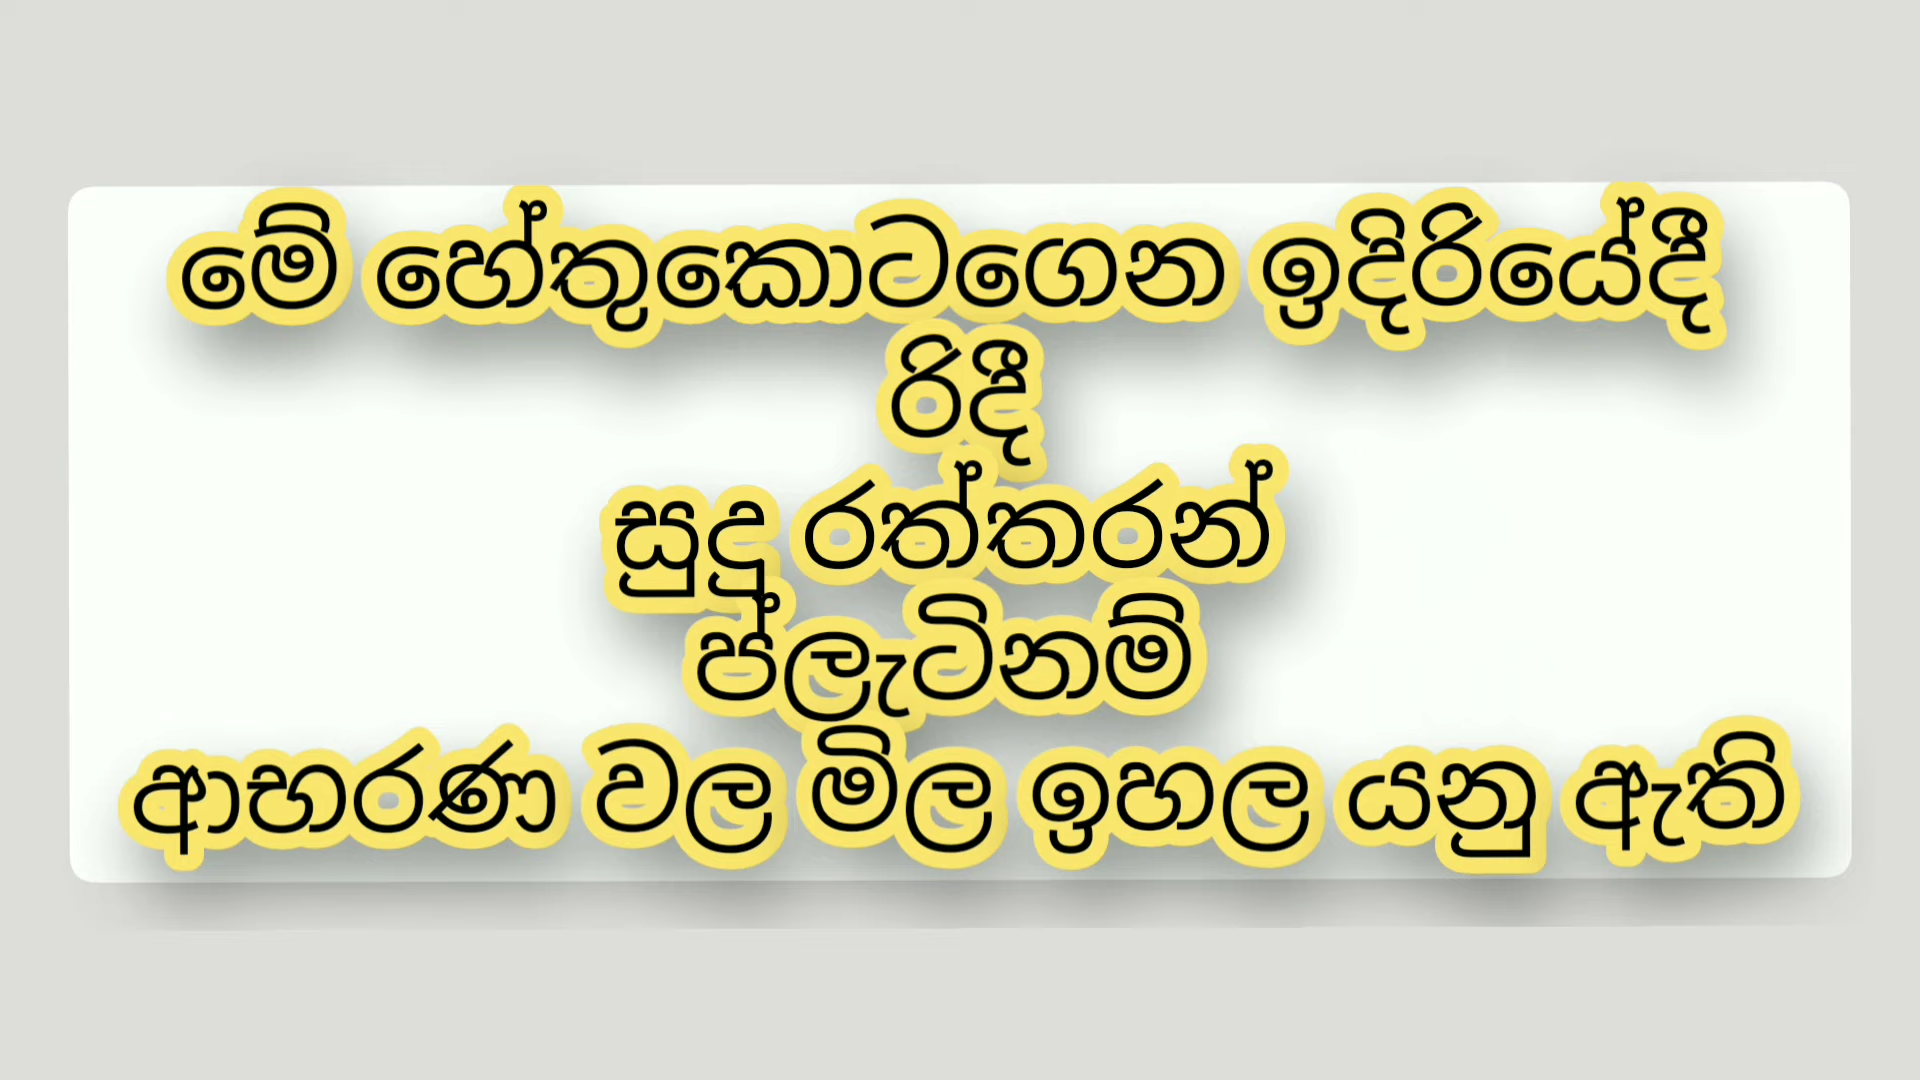 මේ හේතුකොටගෙන ඉදිරියේදී
රිදී
සුදු රත්තරන්
ප්ලැටිනම්
ආභරණ වල මිල ඉහල යනු ඇති